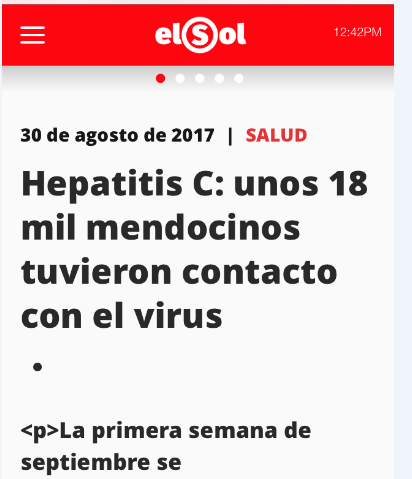 elSol
12:42PM
30 de agosto de 2017 | SALUD
Hepatitis C: unos 18
mil mendocinos
tuvieron contacto
con el virus
•
<p>La primera semana de
septiembre se